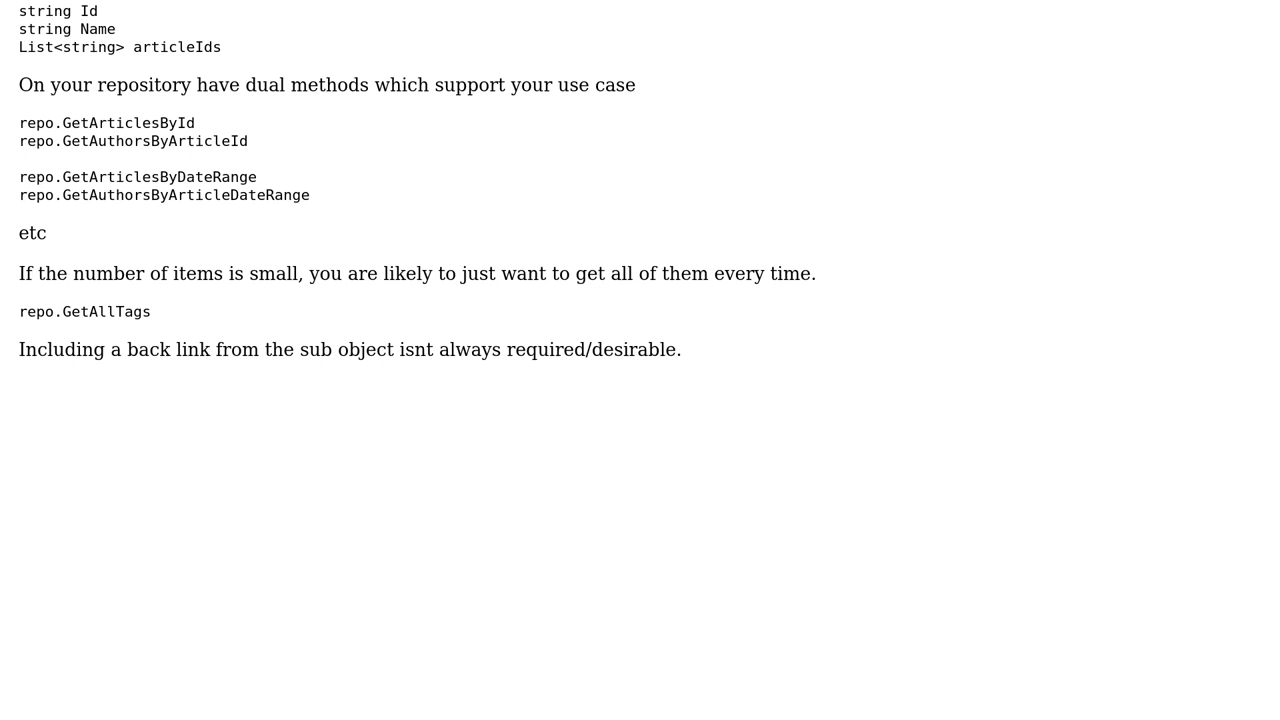 string Id
string Name
List<string> articleIds
On your repository have dual methods which support your use case
repo.GetArticlesById
repo.GetAuthorsByArticleId
repo.GetArticlesByDateRange
repo.GetAuthorsByArticleDateRange
etc
If the number of items is small, you are likely to just want to get all of them every time.
repo.GetAllTags
Including a back link from the sub object isnt always required/desirable.